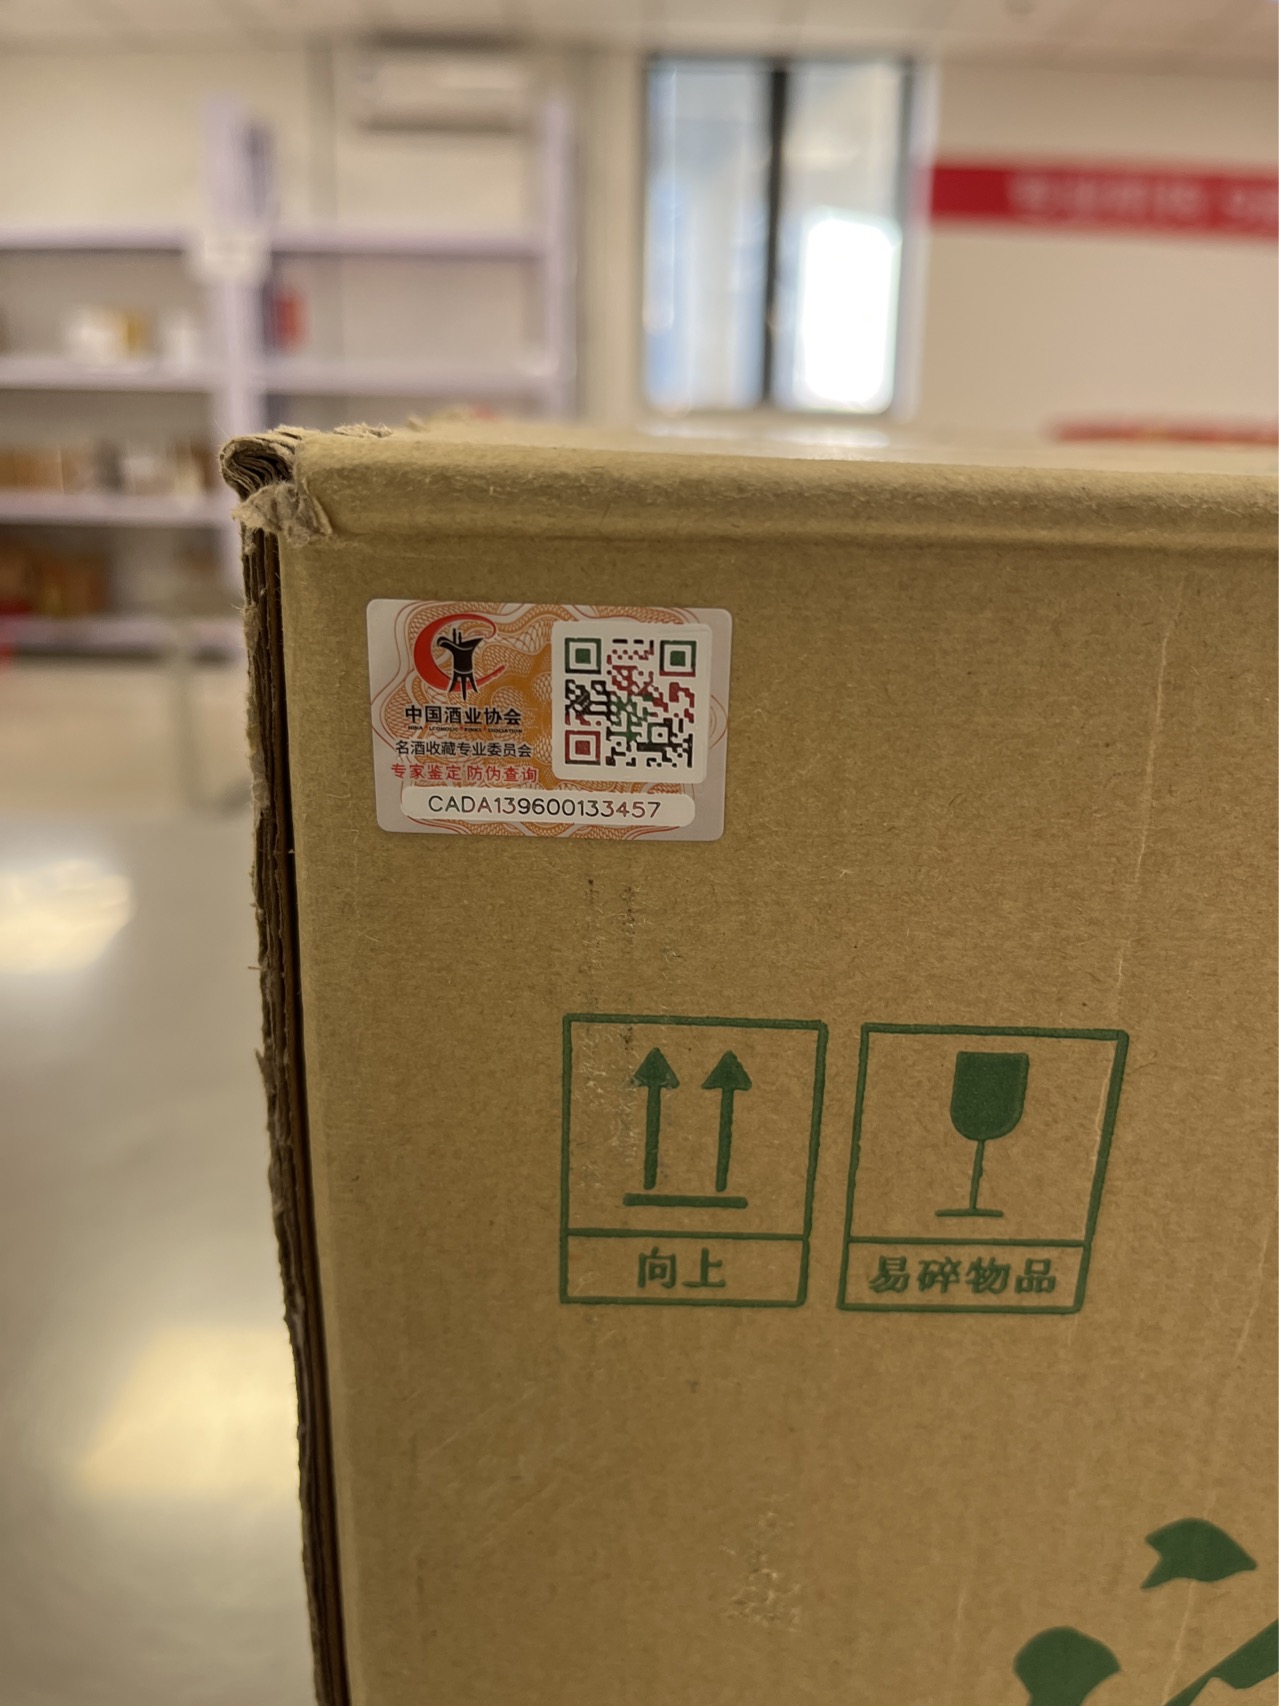 中国酒业协会
名酒收藏专业委员会
专家鉴定 防伪查询
CADA139600133457
向上
易碎物品